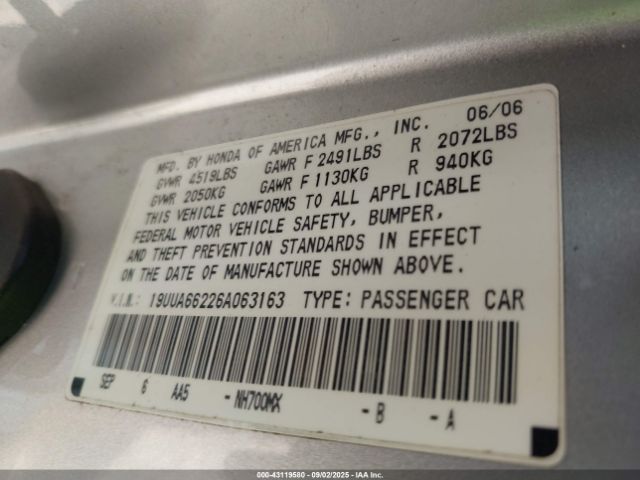 06/06
MFD. BY HONDA OF AMERICA MFG., INC.
GVWR 4519LBS GAWR F 2491LBS R 2072LBS
GVWR 2050KG GAWR F 1130KG R 940KG
THIS VEHICLE CONFORMS TO ALL APPLICABLE
FEDERAL MOTOR VEHICLE SAFETY, BUMPER,
AND THEFT PREVENTION STANDARDS IN EFFECT
ON THE DATE OF MANUFACTURE SHOWN ABOVE.
V.I.N.: 19UUA66226A063163 TYPE: PASSENGER CAR
SEP 6 AA5 - NH700MX - B - A
000-43119580 - 09/02/2025 - IAA Inc.